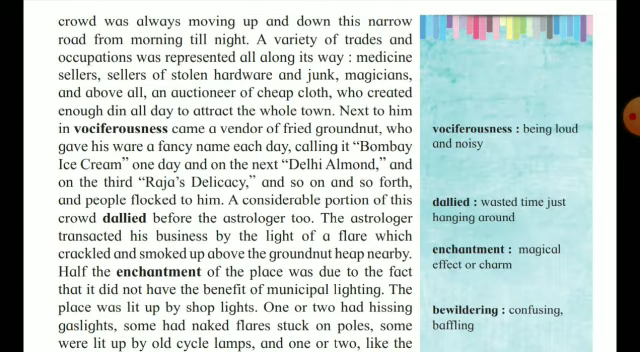 crowd was always moving up and down this narrow
road from morning till night. A variety of trades and
occupations was represented all along its way : medicine
sellers, sellers of stolen hardware and junk, magicians,
and above all, an auctioneer of cheap cloth, who created
enough din all day to attract the whole town. Next to him
in vociferousness came a vendor of fried groundnut, who
gave his ware a fancy name each day, calling it “Bombay
Ice Cream” one day and on the next “Delhi Almond,” and
on the third “Raja’s Delicacy,” and so on and so forth,
and people flocked to him. A considerable portion of this
crowd dallied before the astrologer too. The astrologer
transacted his business by the light of a flare which
crackled and smoked up above the groundnut heap nearby.
Half the enchantment of the place was due to the fact
that it did not have the benefit of municipal lighting. The
place was lit up by shop lights. One or two had hissing
gaslights, some had naked flares stuck on poles, some
were lit up by old cycle lamps, and one or two, like the
vociferousness : being loud
and noisy
dallied : wasted time just
hanging around
enchantment : magical
effect or charm
bewildering : confusing,
baffling